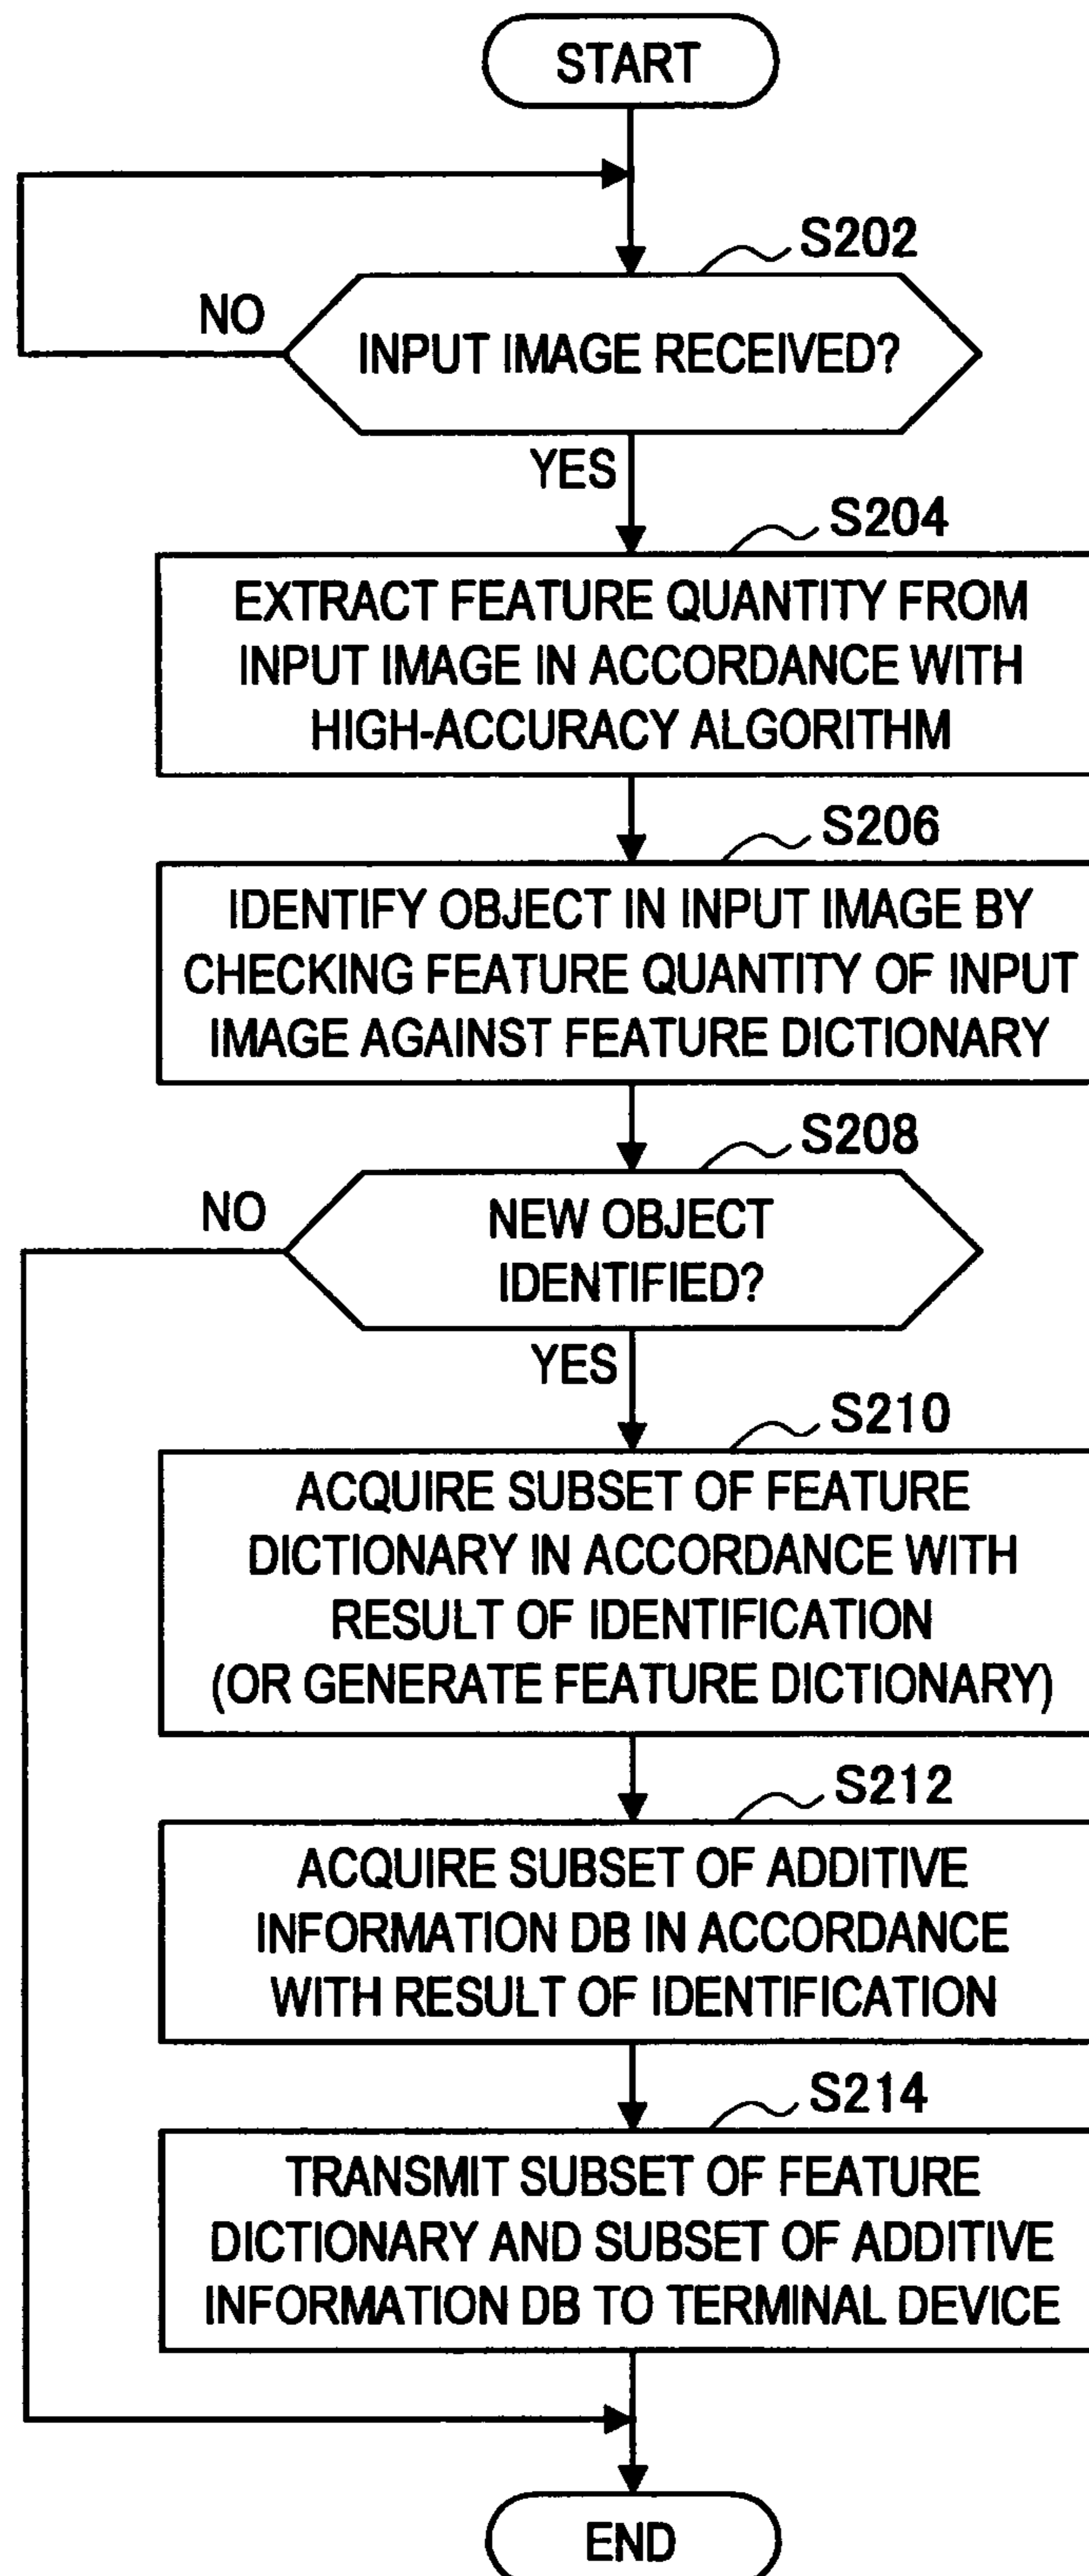 START
S202
NO
INPUT IMAGE RECEIVED?
YES
S204
EXTRACT FEATURE QUANTITY FROM
INPUT IMAGE IN ACCORDANCE WITH
HIGH-ACCURACY ALGORITHM
S206
IDENTIFY OBJECT IN INPUT IMAGE BY
CHECKING FEATURE QUANTITY OF INPUT
IMAGE AGAINST FEATURE DICTIONARY
S208
NO
NEW OBJECT
IDENTIFIED?
YES
S210
ACQUIRE SUBSET OF FEATURE
DICTIONARY IN ACCORDANCE WITH
RESULT OF IDENTIFICATION
(OR GENERATE FEATURE DICTIONARY)
S212
ACQUIRE SUBSET OF ADDITIVE
INFORMATION DB IN ACCORDANCE
WITH RESULT OF IDENTIFICATION
S214
TRANSMIT SUBSET OF FEATURE
DICTIONARY AND SUBSET OF ADDITIVE
INFORMATION DB TO TERMINAL DEVICE
END